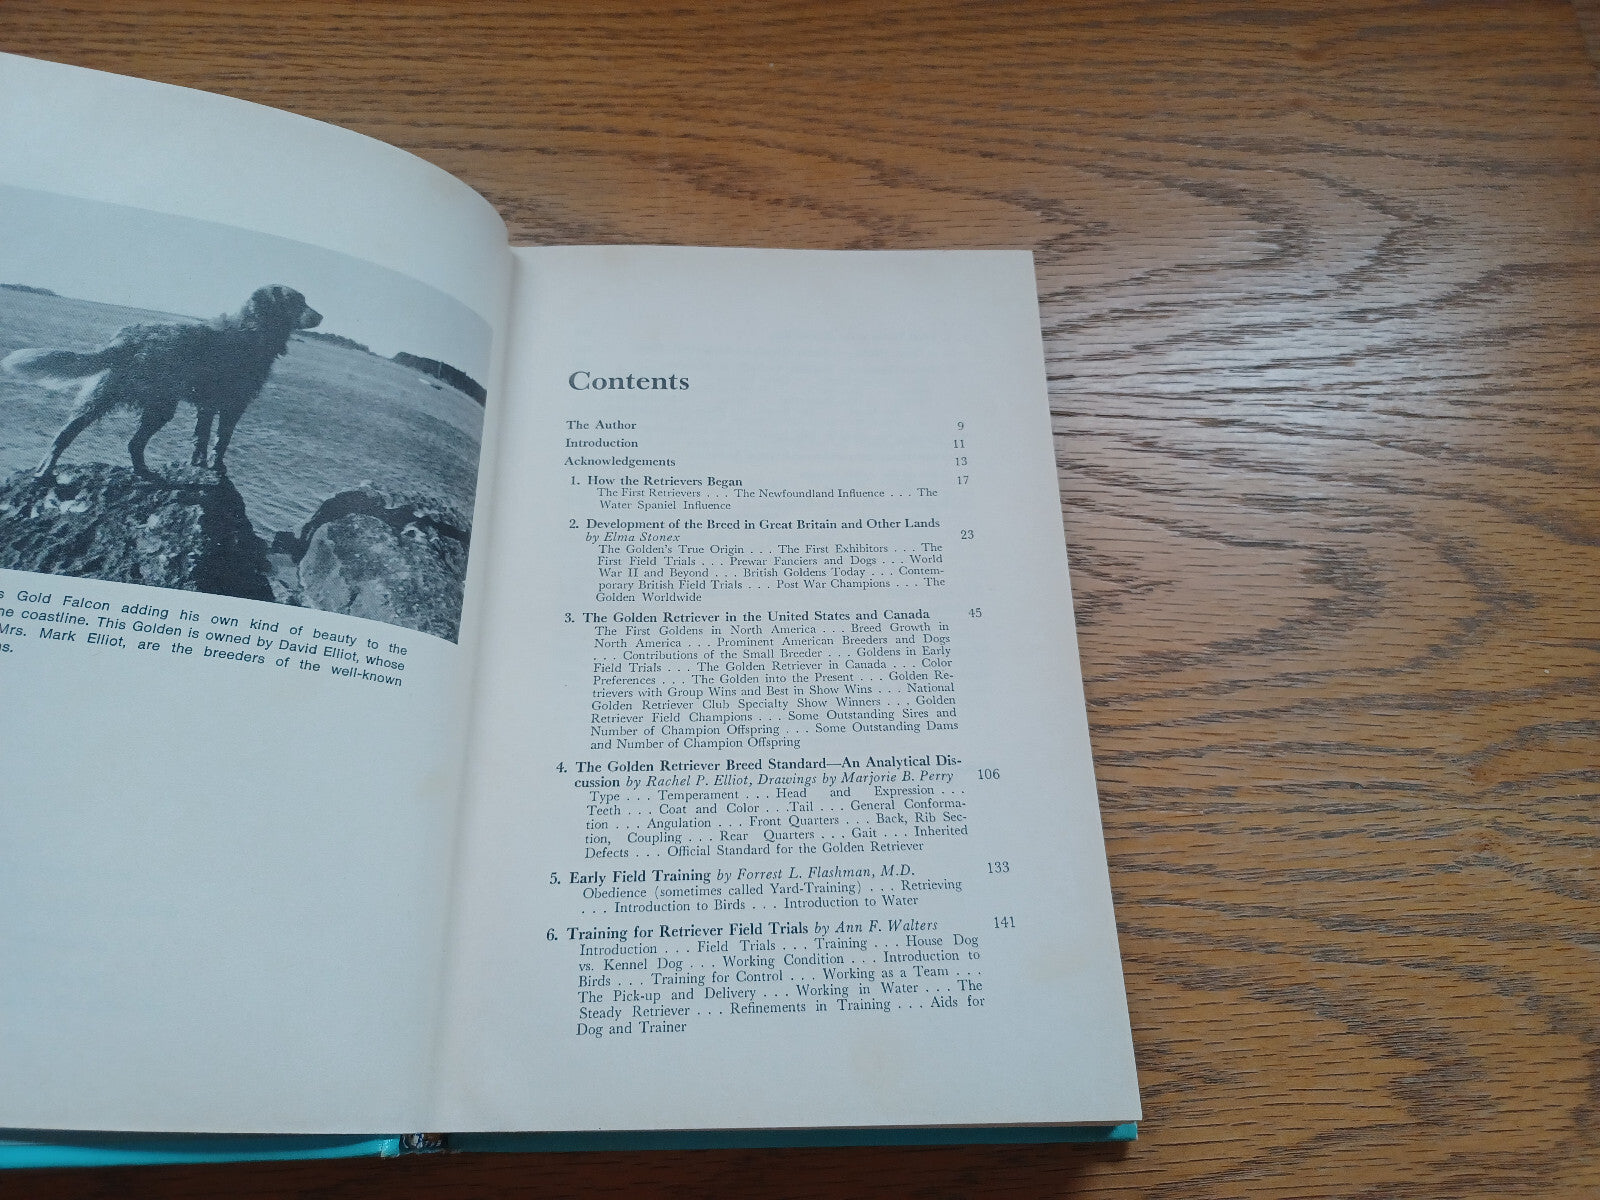 s Gold Falcon adding his own kind of beauty to the
he coastline. This Golden is owned by David Elliot, whose
Mrs. Mark Elliot, are the breeders of the well-known
s.
Contents
The Author 9
Introduction 11
Acknowledgements 13
1. How the Retrievers Began 17
The First Retrievers . . . The Newfoundland Influence . . . The
Water Spaniel Influence
2. Development of the Breed in Great Britain and Other Lands
by Elma Stonex 23
The Golden's True Origin . . . The First Exhibitors . . . The
First Field Trials . . . Prewar Fanciers and Dogs . . . World
War II and Beyond . . . British Goldens Today . . . Contem-
porary British Field Trials . . . Post War Champions . . . The
Golden Worldwide
3. The Golden Retriever in the United States and Canada 45
The First Goldens in North America . . . Breed Growth in
North America . . . Prominent American Breeders and Dogs
. . . Contributions of the Small Breeder . . . Goldens in Early
Field Trials . . . The Golden Retriever in Canada . . . Color
Preferences . . . The Golden into the Present . . . Golden Re-
trievers with Group Wins and Best in Show Wins . . . National
Golden Retriever Club Specialty Show Winners . . . Golden
Retriever Field Champions . . . Some Outstanding Sires and
Number of Champion Offspring . . . Some Outstanding Dams
and Number of Champion Offspring
4. The Golden Retriever Breed Standard—An Analytical Dis-
cussion by Rachel P. Elliot, Drawings by Marjorie B. Perry 106
Type . . . Temperament . . . Head and Expression . . .
Teeth . . . Coat and Color . . .Tail . . . General Conforma-
tion . . . Angulation . . . Front Quarters . . . Back, Rib Sec-
tion, Coupling . . . Rear Quarters . . . Gait . . . Inherited
Defects . . . Official Standard for the Golden Retriever
5. Early Field Training by Forrest L. Flashman, M.D. 133
Obedience (sometimes called Yard-Training) . . . Retrieving
. . . Introduction to Birds . . . Introduction to Water
6. Training for Retriever Field Trials by Ann F. Walters 141
Introduction . . . Field Trials . . . Training . . . House Dog
vs. Kennel Dog . . . Working Condition . . . Introduction to
Birds . . . Training for Control . . . Working as a Team . . .
The Pick-up and Delivery . . . Working in Water . . . The
Steady Retriever . . . Refinements in Training . . . Aids for
Dog and Trainer